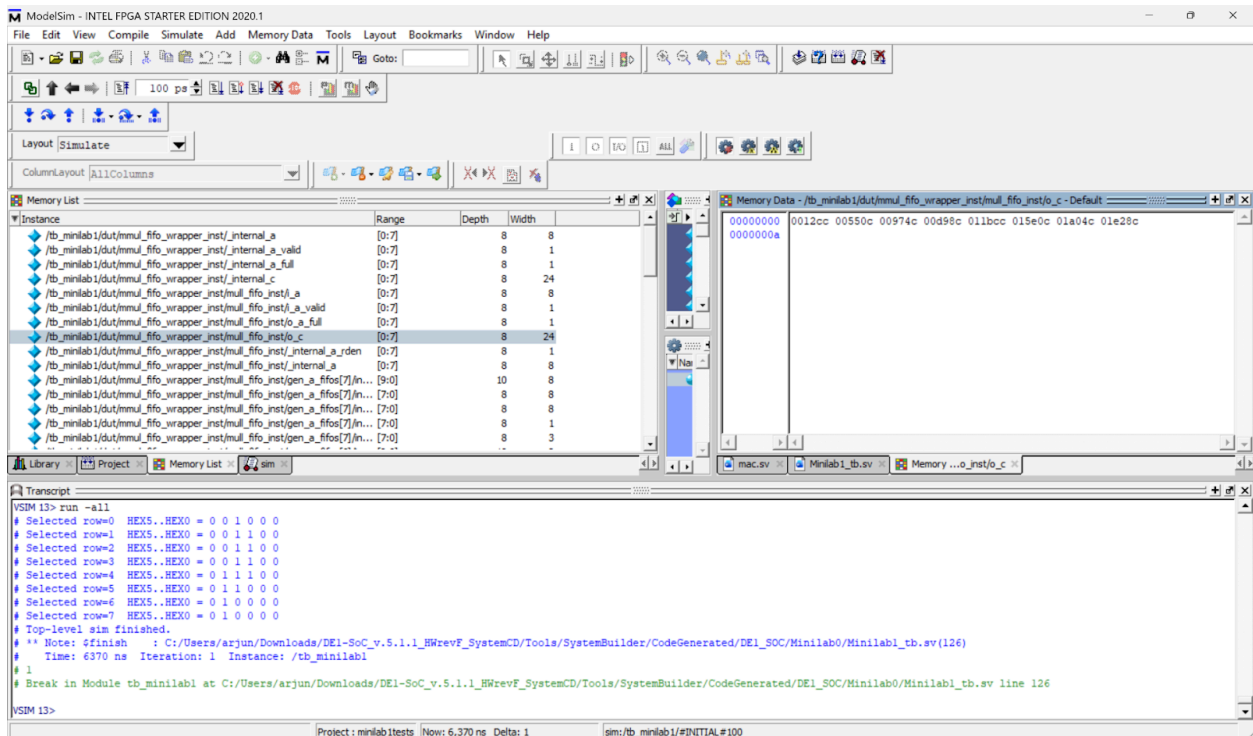 ModelSim - INTEL FPGA STARTER EDITION 2020.1
File Edit View Compile Simulate Add Memory Data Tools Layout Bookmarks Window Help
Goto:
100 ps
Layout Simulate
I O I/O ALL
ColumnLayout AllColumns
Memory List
Instance Range Depth Width
/tb_minilab1/dut/mmul_fifo_wrapper_inst/_internal_a [0:7] 8 8
/tb_minilab1/dut/mmul_fifo_wrapper_inst/_internal_a_valid [0:7] 8 1
/tb_minilab1/dut/mmul_fifo_wrapper_inst/_internal_a_full [0:7] 8 1
/tb_minilab1/dut/mmul_fifo_wrapper_inst/_internal_c [0:7] 8 24
/tb_minilab1/dut/mmul_fifo_wrapper_inst/mull_fifo_inst/i_a [0:7] 8 8
/tb_minilab1/dut/mmul_fifo_wrapper_inst/mull_fifo_inst/i_a_valid [0:7] 8 1
/tb_minilab1/dut/mmul_fifo_wrapper_inst/mull_fifo_inst/o_a_full [0:7] 8 1
/tb_minilab1/dut/mmul_fifo_wrapper_inst/mull_fifo_inst/o_c [0:7] 8 24
/tb_minilab1/dut/mmul_fifo_wrapper_inst/mull_fifo_inst/_internal_a_rden [0:7] 8 1
/tb_minilab1/dut/mmul_fifo_wrapper_inst/mull_fifo_inst/_internal_a [0:7] 8 8
/tb_minilab1/dut/mmul_fifo_wrapper_inst/mull_fifo_inst/gen_a_fifos[7]/in... [9:0] 10 8
/tb_minilab1/dut/mmul_fifo_wrapper_inst/mull_fifo_inst/gen_a_fifos[7]/in... [7:0] 8 8
/tb_minilab1/dut/mmul_fifo_wrapper_inst/mull_fifo_inst/gen_a_fifos[7]/in... [7:0] 8 1
/tb_minilab1/dut/mmul_fifo_wrapper_inst/mull_fifo_inst/gen_a_fifos[7]/in... [7:0] 8 3
Library Project Memory List sim
Nai
Memory Data - /tb_minilab1/dut/mmul_fifo_wrapper_inst/mull_fifo_inst/o_c - Default
00000000 0012cc 00550c 00974c 00d98c 011bcc 015e0c 01a04c 01e28c
0000000a
mac.sv Minilab1_tb.sv Memory ...o_inst/o_c
Transcript
VSIM 13> run -all
# Selected row=0 HEX5..HEX0 = 0 0 1 0 0 0
# Selected row=1 HEX5..HEX0 = 0 0 1 1 0 0
# Selected row=2 HEX5..HEX0 = 0 0 1 1 0 0
# Selected row=3 HEX5..HEX0 = 0 0 1 1 0 0
# Selected row=4 HEX5..HEX0 = 0 1 1 1 0 0
# Selected row=5 HEX5..HEX0 = 0 1 1 0 0 0
# Selected row=6 HEX5..HEX0 = 0 1 0 0 0 0
# Selected row=7 HEX5..HEX0 = 0 1 0 0 0 0
# Top-level sim finished.
# ** Note: $finish : C:/Users/arjun/Downloads/DE1-SoC_v.5.1.1_HWrevF_SystemCD/Tools/SystemBuilder/CodeGenerated/DE1_SOC/Minilab0/Minilab1_tb.sv(126)
# Time: 6370 ns Iteration: 1 Instance: /tb_minilab1
# 1
# Break in Module tb_minilab1 at C:/Users/arjun/Downloads/DE1-SoC_v.5.1.1_HWrevF_SystemCD/Tools/SystemBuilder/CodeGenerated/DE1_SOC/Minilab0/Minilab1_tb.sv line 126
VSIM 13>
Project : minilab1tests Now: 6,370 ns Delta: 1 sim:/tb_minilab1/#INITIAL#100